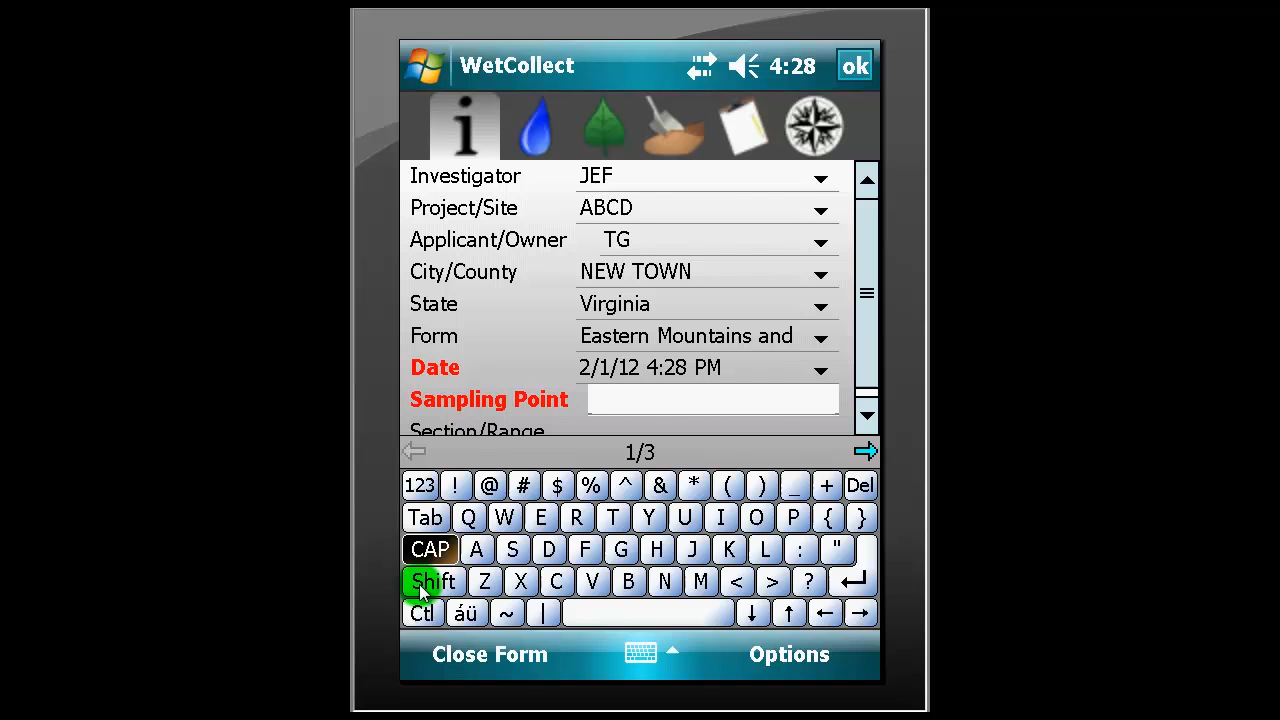 WetCollect 4:28 ok
Investigator JEF
Project/Site ABCD
Applicant/Owner TG
City/County NEW TOWN
State Virginia
Form Eastern Mountains and
Date 2/1/12 4:28 PM
Sampling Point
Section/Range
1/3
123 ! @ # $ % ^ & * ( ) _ + Del
Tab Q W E R T Y U I O P { }
CAP A S D F G H J K L : "
Shift Z X C V B N M < > ?
Ctl áü ~ | ↓ ↑ ← →
Close Form Options